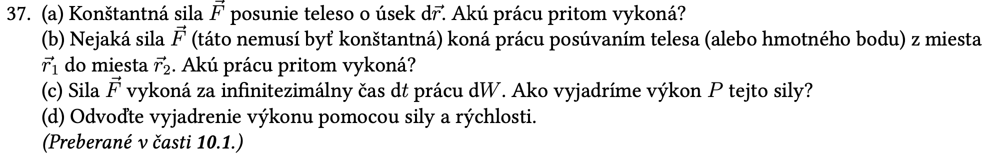 37. (a) Konštantná sila $\vec{F}$ posunie teleso o úsek d$\vec{r}$. Akú prácu pritom vykoná?
(b) Nejaká sila $\vec{F}$ (táto nemusí byť konštantná) koná prácu posúvaním telesa (alebo hmotného bodu) z miesta
$\vec{r}_1$ do miesta $\vec{r}_2$. Akú prácu pritom vykoná?
(c) Sila $\vec{F}$ vykoná za infinitezimálny čas d$t$ prácu d$W$. Ako vyjadríme výkon $P$ tejto sily?
(d) Odvoďte vyjadrenie výkonu pomocou sily a rýchlosti.
(Preberané v časti 10.1.)